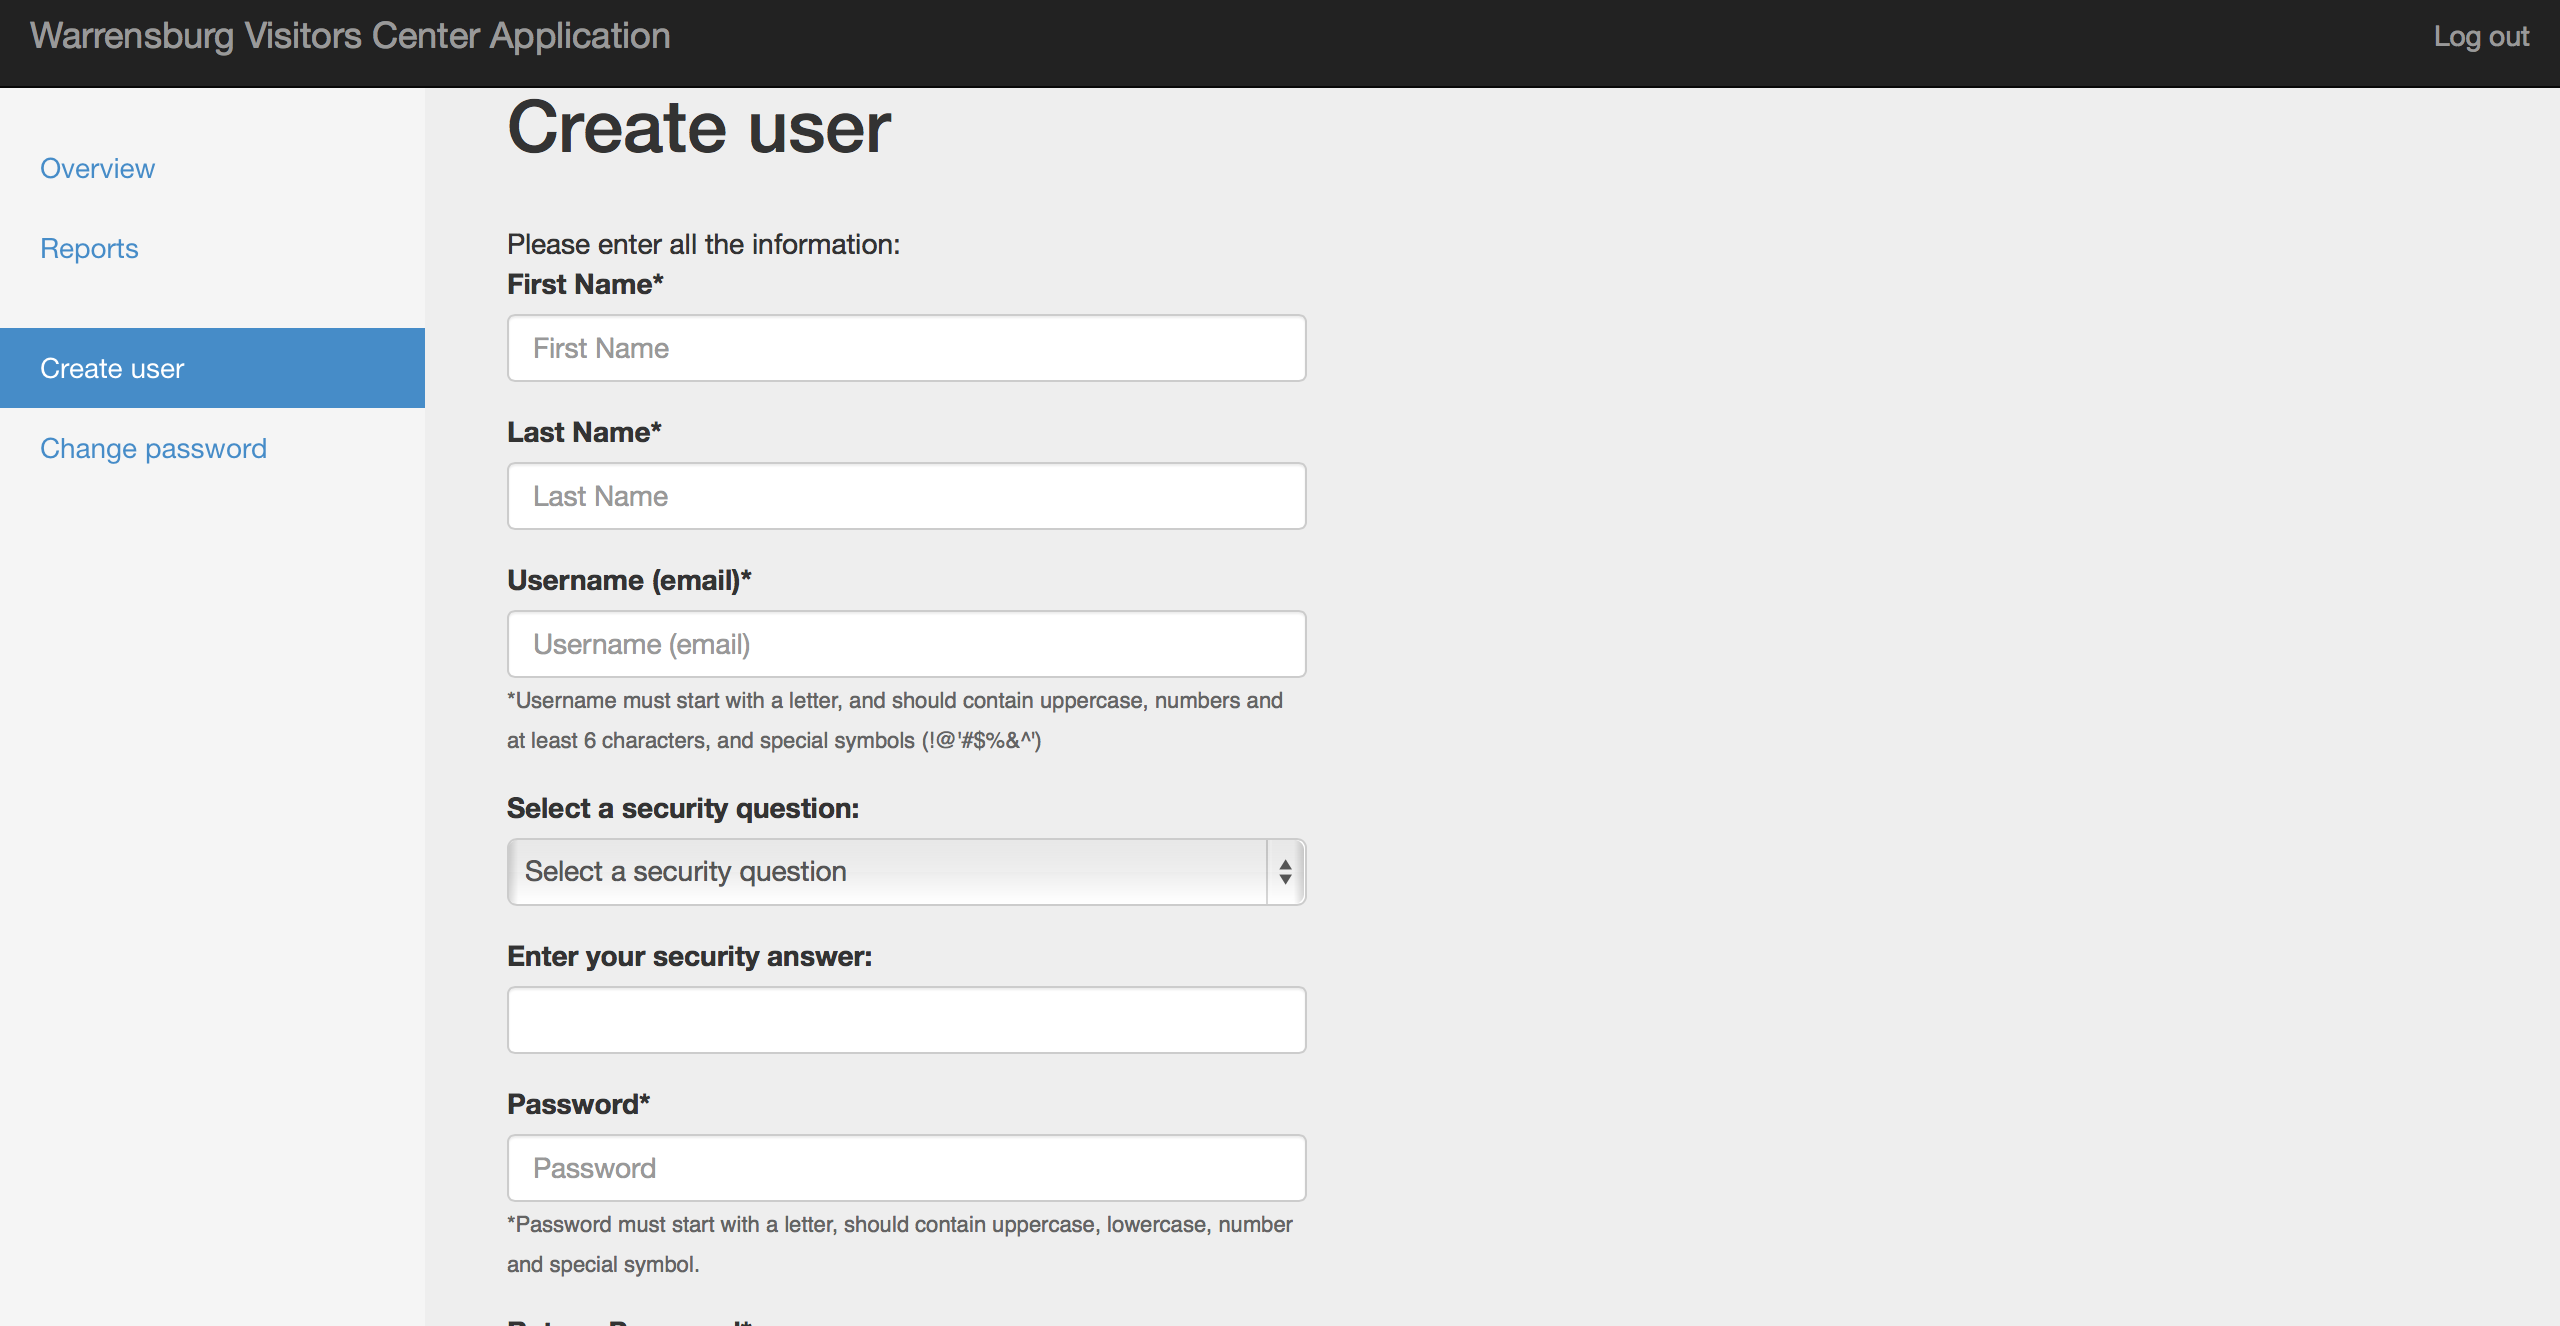 Warrensburg Visitors Center Application
Log out
Overview
Reports
Create user
Change password
Create user
Please enter all the information:
First Name*
First Name
Last Name*
Last Name
Username (email)*
Username (email)
*Username must start with a letter, and should contain uppercase, numbers and
at least 6 characters, and special symbols (!@'#$%&^')
Select a security question:
Select a security question
Enter your security answer:
Password*
Password
*Password must start with a letter, should contain uppercase, lowercase, number
and special symbol.